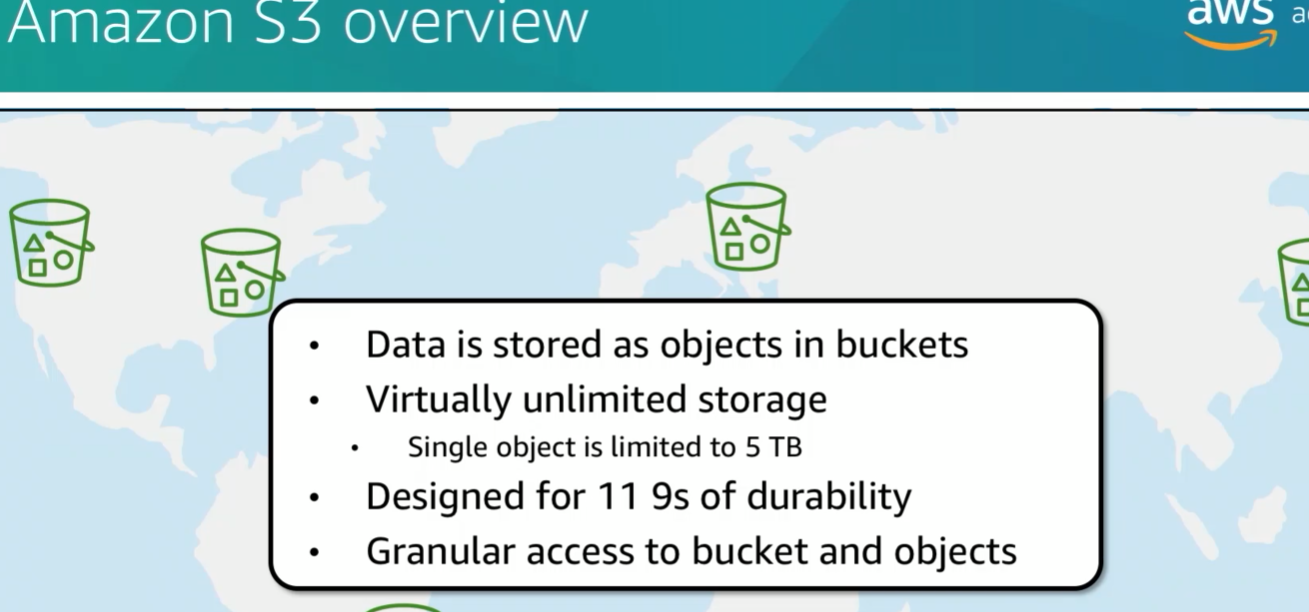 Amazon S3 overview
aws
• Data is stored as objects in buckets
• Virtually unlimited storage
• Single object is limited to 5 TB
• Designed for 11 9s of durability
• Granular access to bucket and objects